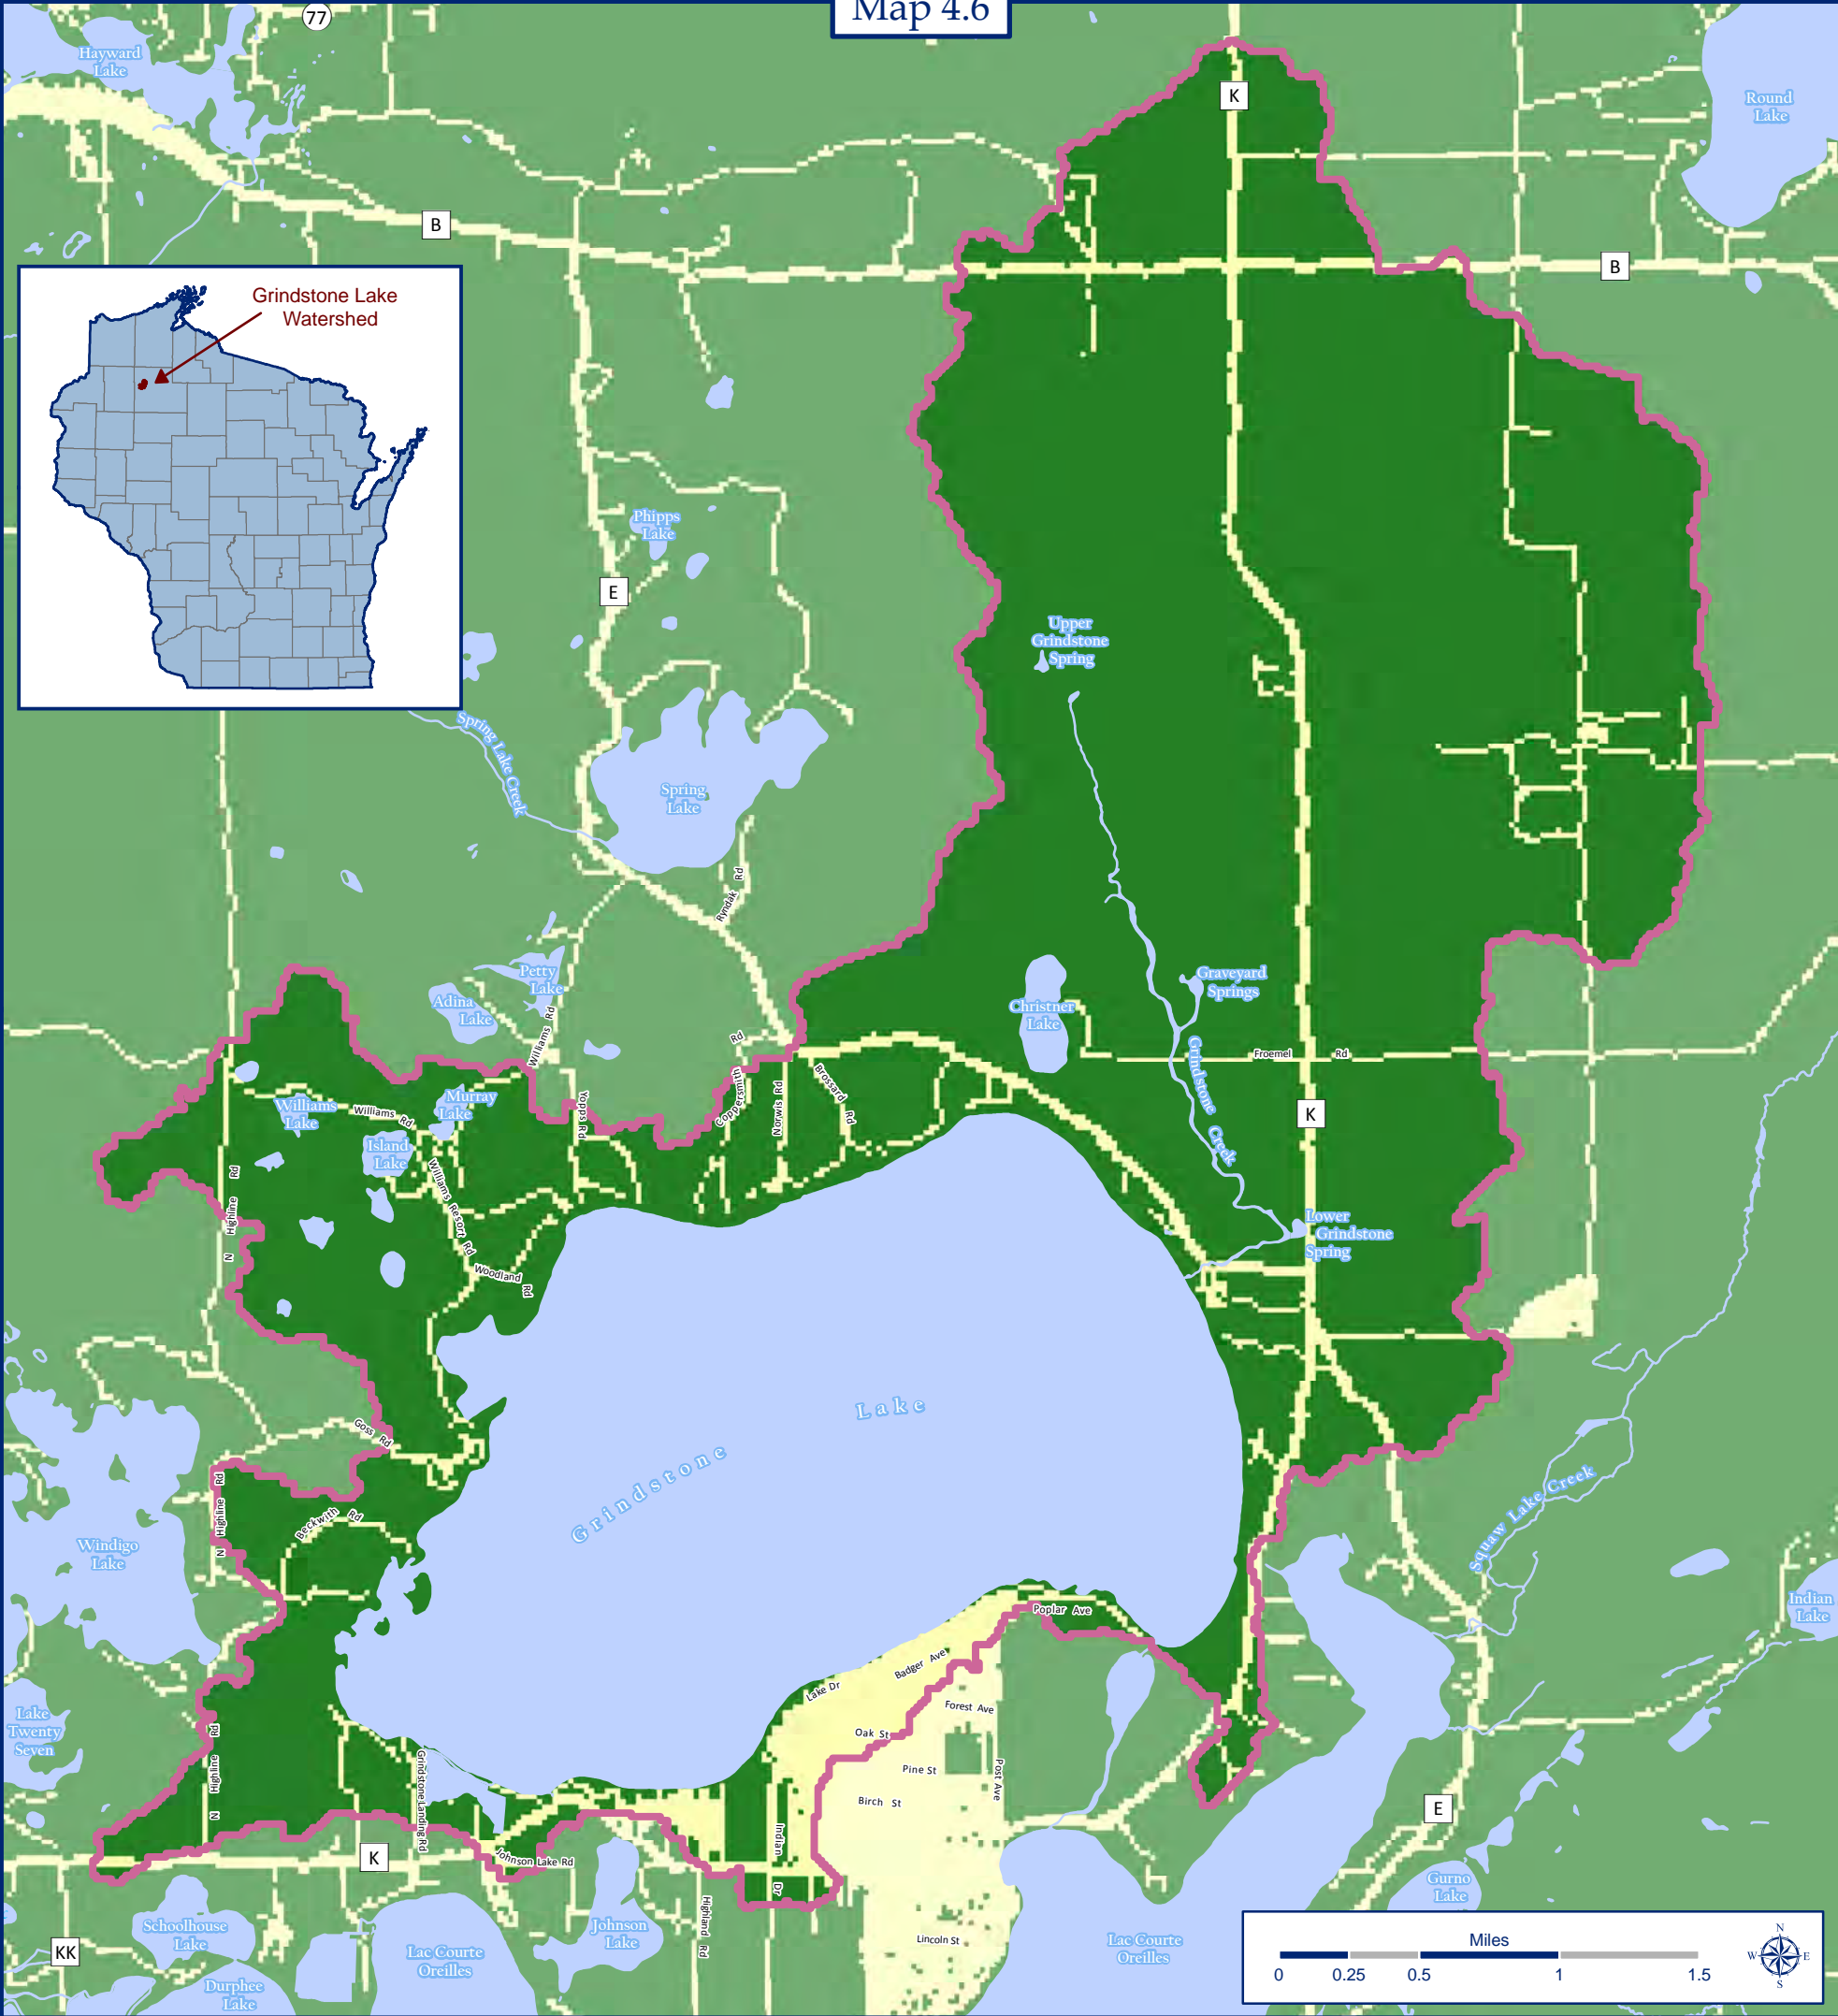 Map 4.6
77
Hayward
Lake
K
Round
Lake
B
B
Grindstone Lake
Watershed
Phipps
Lake
E
Upper
Grindstone
Spring
Spring Lake Creek
Spring
Lake
Ryndak Rd
Petty
Lake
Adina
Lake
Graveyard
Springs
Christner
Lake
Williams Rd
Rd
Coppersmith
Froemel Rd
Grindstone Creek
Brossard Rd
Norwis Rd
Yopps Rd
Murray
Lake
Williams
Lake
Williams Rd
K
Island
Lake
Williams Resort Rd
N Highline Rd
Lower
Grindstone
Spring
Woodland Rd
Grindstone Lake
Goss Rd
N Highline Rd
Beckwith Rd
Squaw Lake Creek
Windigo
Lake
Indian
Lake
Poplar Ave
Badger Ave
Lake Dr
Forest Ave
Lake
Twenty
Seven
Oak St
N Highline Rd
Grindstone Landing Rd
Pine St
Post Ave
Birch St
E
Indian Dr
K
Johnson Lake Rd
Gurno
Lake
Highland Rd
Schoolhouse
Lake
Johnson
Lake
Lincoln St
KK
Lac Courte
Oreilles
Lac Courte
Oreilles
Durphee
Lake
Miles
0 0.25 0.5 1 1.5
N
W E
S